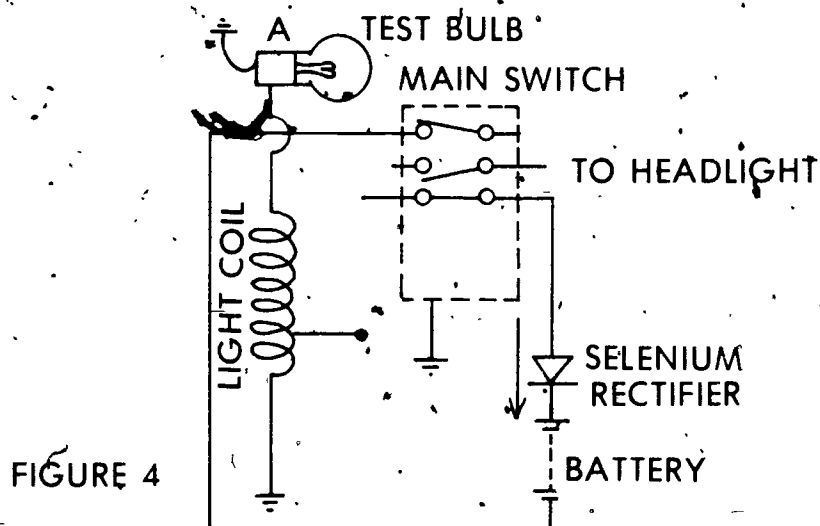 A
TEST BULB
MAIN SWITCH
TO HEADLIGHT
LIGHT COIL
SELENIUM
RECTIFIER
BATTERY
FIGURE 4